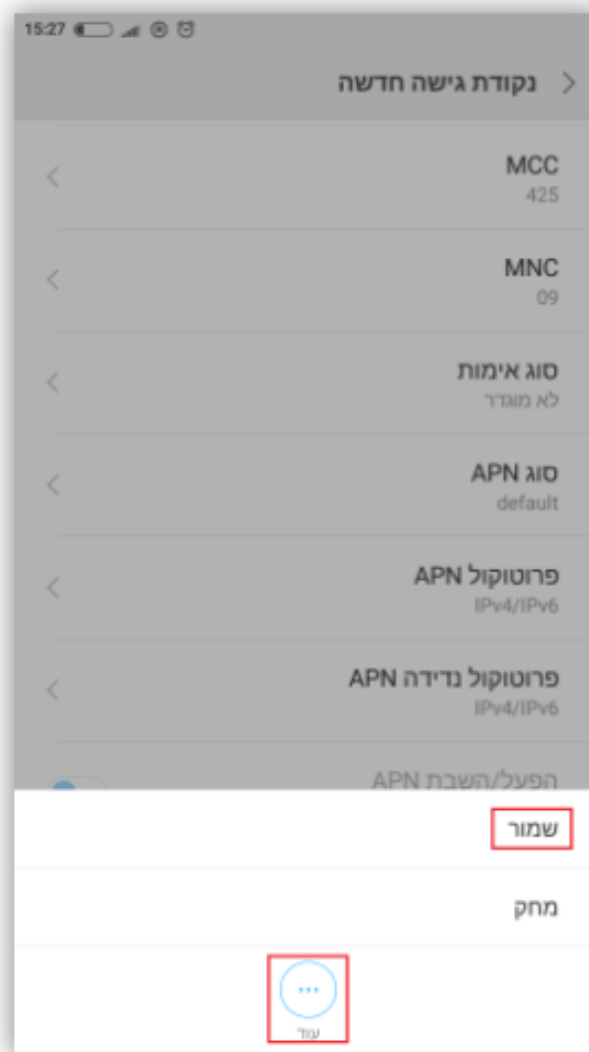 15:27
נקודת גישה חדשה
MCC
425
MNC
09
סוג אימות
לא מוגדר
סוג APN
default
פרוטוקול APN
IPv4/IPv6
פרוטוקול נדידה APN
IPv4/IPv6
הפעל/השבת APN
שמור
מחק
עוד